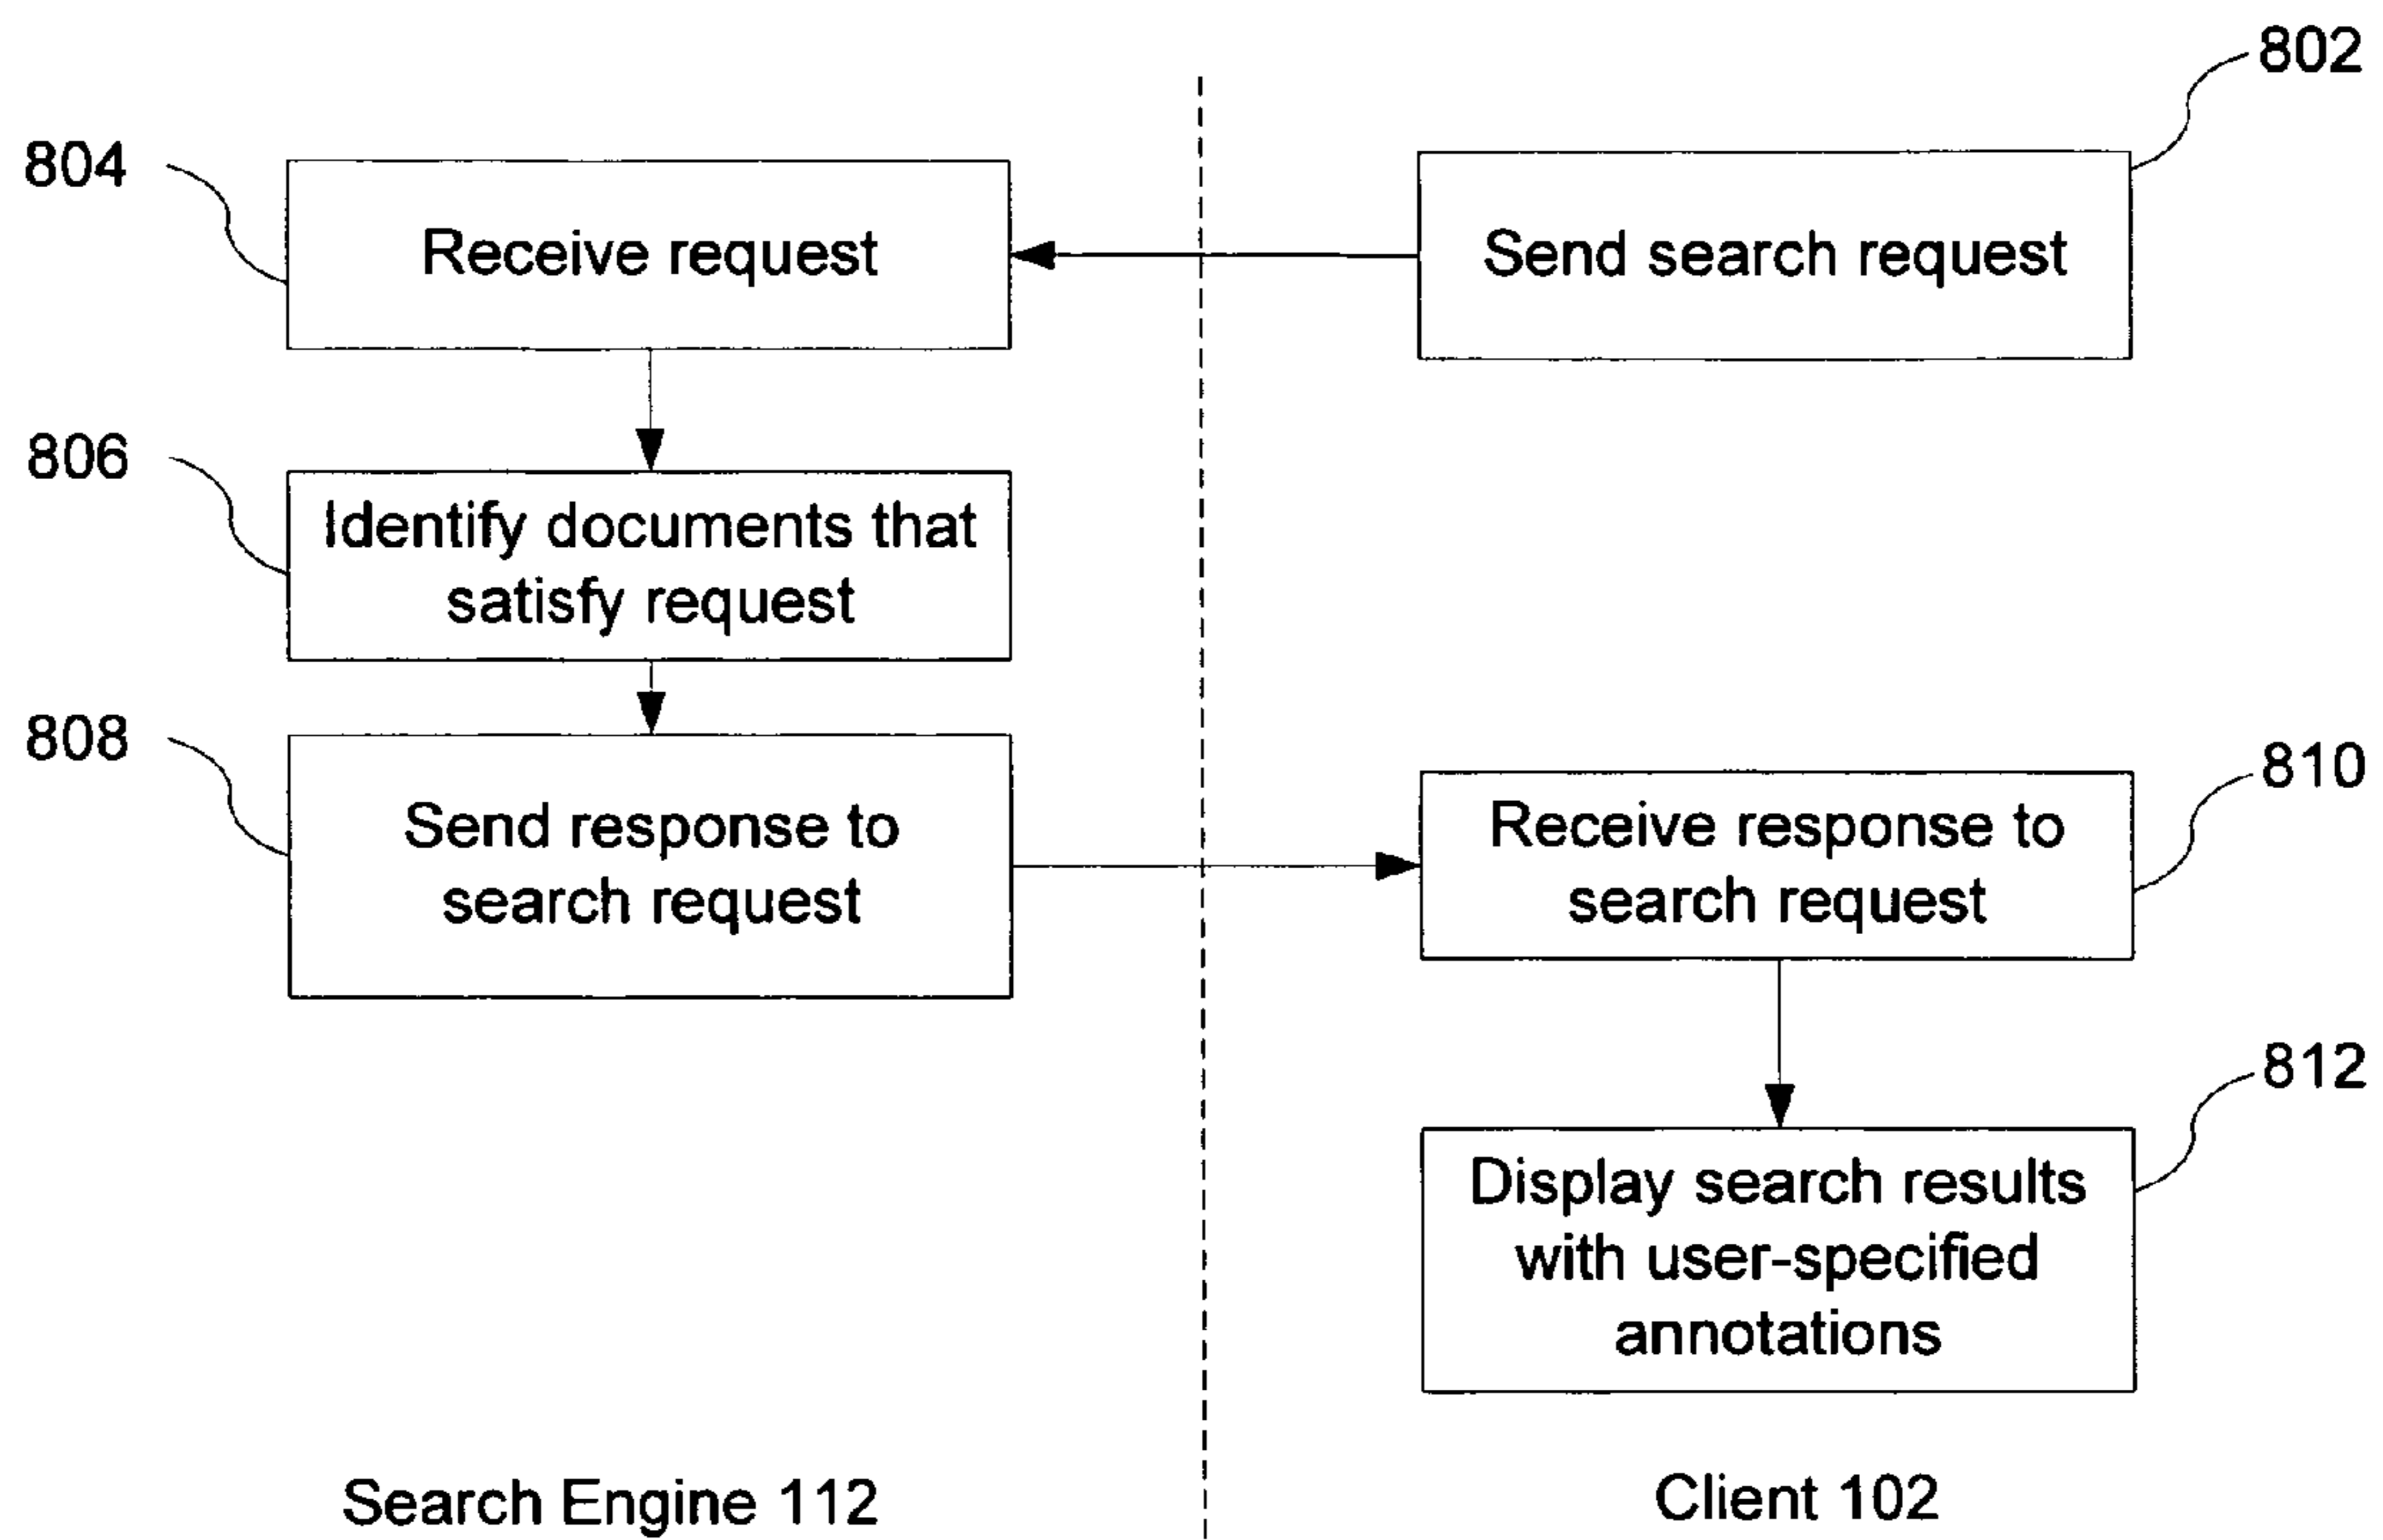 802
804
Receive request
Send search request
806
Identify documents that
satisfy request
808
Send response to
search request
810
Receive response to
search request
812
Display search results
with user-specified
annotations
Search Engine 112
Client 102